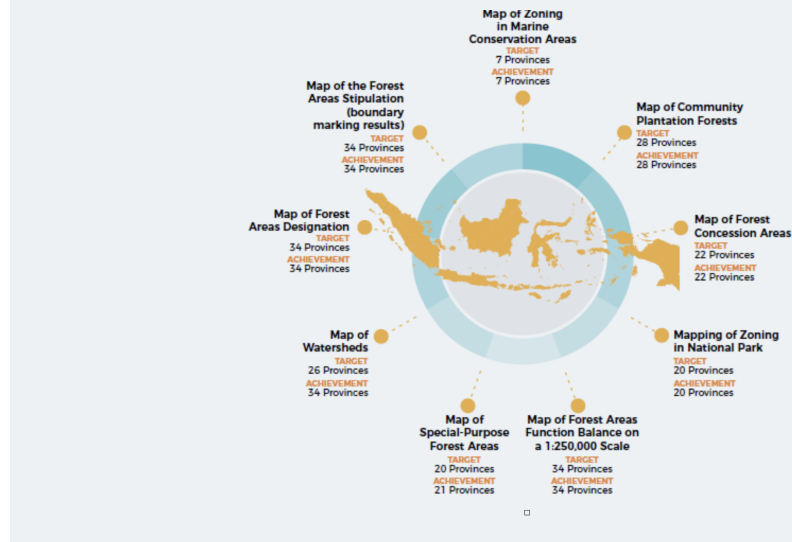 Map of Zoning
in Marine
Conservation Areas
TARGET
7 Provinces
ACHIEVEMENT
7 Provinces
Map of the Forest
Areas Stipulation
(boundary
marking results)
TARGET
34 Provinces
ACHIEVEMENT
34 Provinces
Map of Community
Plantation Forests
TARGET
28 Provinces
ACHIEVEMENT
28 Provinces
Map of Forest
Areas Designation
TARGET
34 Provinces
ACHIEVEMENT
34 Provinces
Map of Forest
Concession Areas
TARGET
22 Provinces
ACHIEVEMENT
22 Provinces
Map of
Watersheds
TARGET
26 Provinces
ACHIEVEMENT
34 Provinces
Mapping of Zoning
in National Park
TARGET
20 Provinces
ACHIEVEMENT
20 Provinces
Map of
Special-Purpose
Forest Areas
TARGET
20 Provinces
ACHIEVEMENT
21 Provinces
Map of Forest Areas
Function Balance on
a 1:250,000 Scale
TARGET
34 Provinces
ACHIEVEMENT
34 Provinces